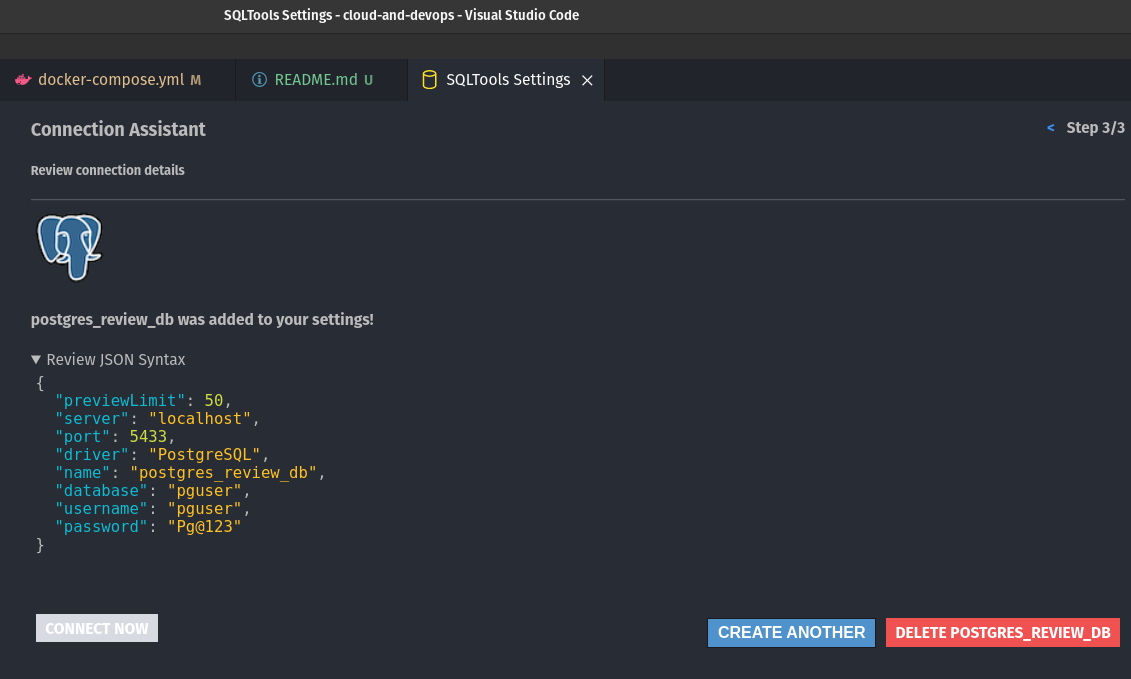 SQLTools Settings - cloud-and-devops - Visual Studio Code
docker-compose.yml M
README.md U
SQLTools Settings
Connection Assistant
< Step 3/3
Review connection details
postgres_review_db was added to your settings!
Review JSON Syntax
{
  "previewLimit": 50,
  "server": "localhost",
  "port": 5433,
  "driver": "PostgreSQL",
  "name": "postgres_review_db",
  "database": "pguser",
  "username": "pguser",
  "password": "Pg@123"
}
CONNECT NOW
CREATE ANOTHER
DELETE POSTGRES_REVIEW_DB